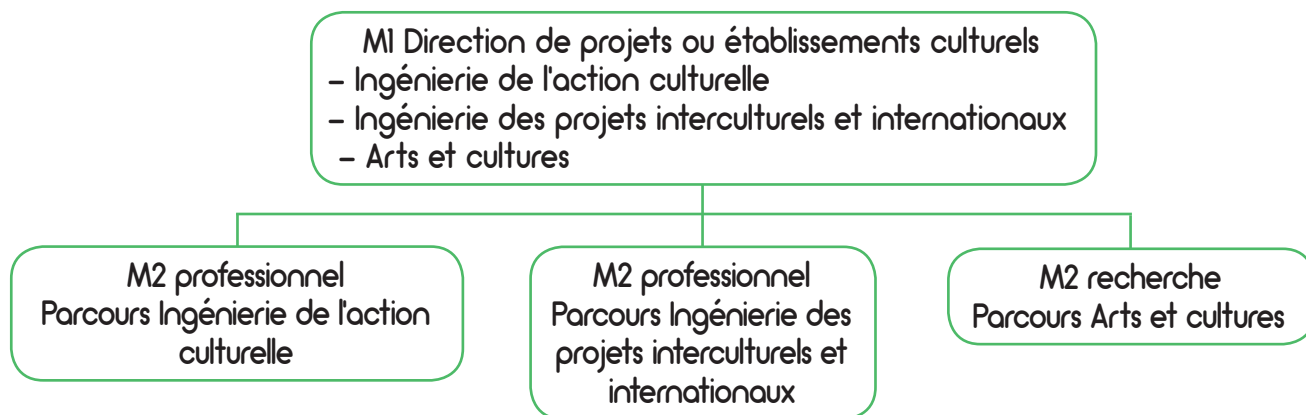 M1 Direction de projets ou établissements culturels
– Ingénierie de l'action culturelle
– Ingénierie des projets interculturels et internationaux
– Arts et cultures
M2 professionnel
Parcours Ingénierie de l'action
culturelle
M2 professionnel
Parcours Ingénierie des
projets interculturels et
internationaux
M2 recherche
Parcours Arts et cultures